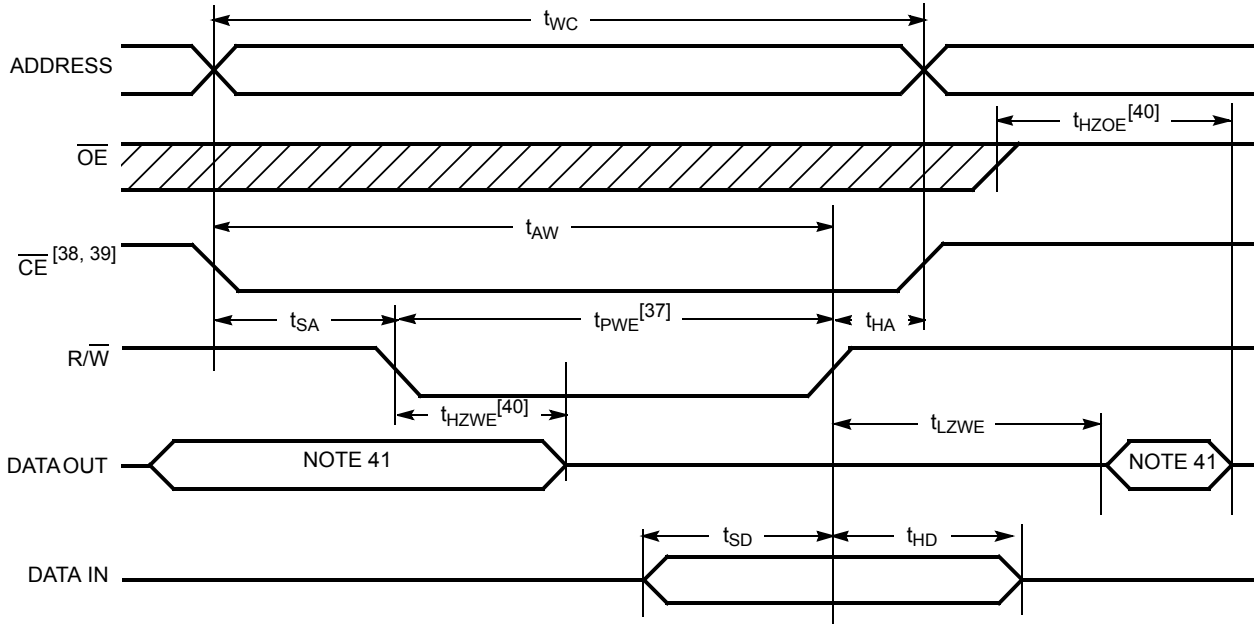 tWC
ADDRESS
tHZOE[40]
OE
tAW
CE [38, 39]
tSA
tPWE[37]
tHA
R/W
tHZWE[40]
tLZWE
DATA OUT
NOTE 41
NOTE 41
tSD
tHD
DATA IN